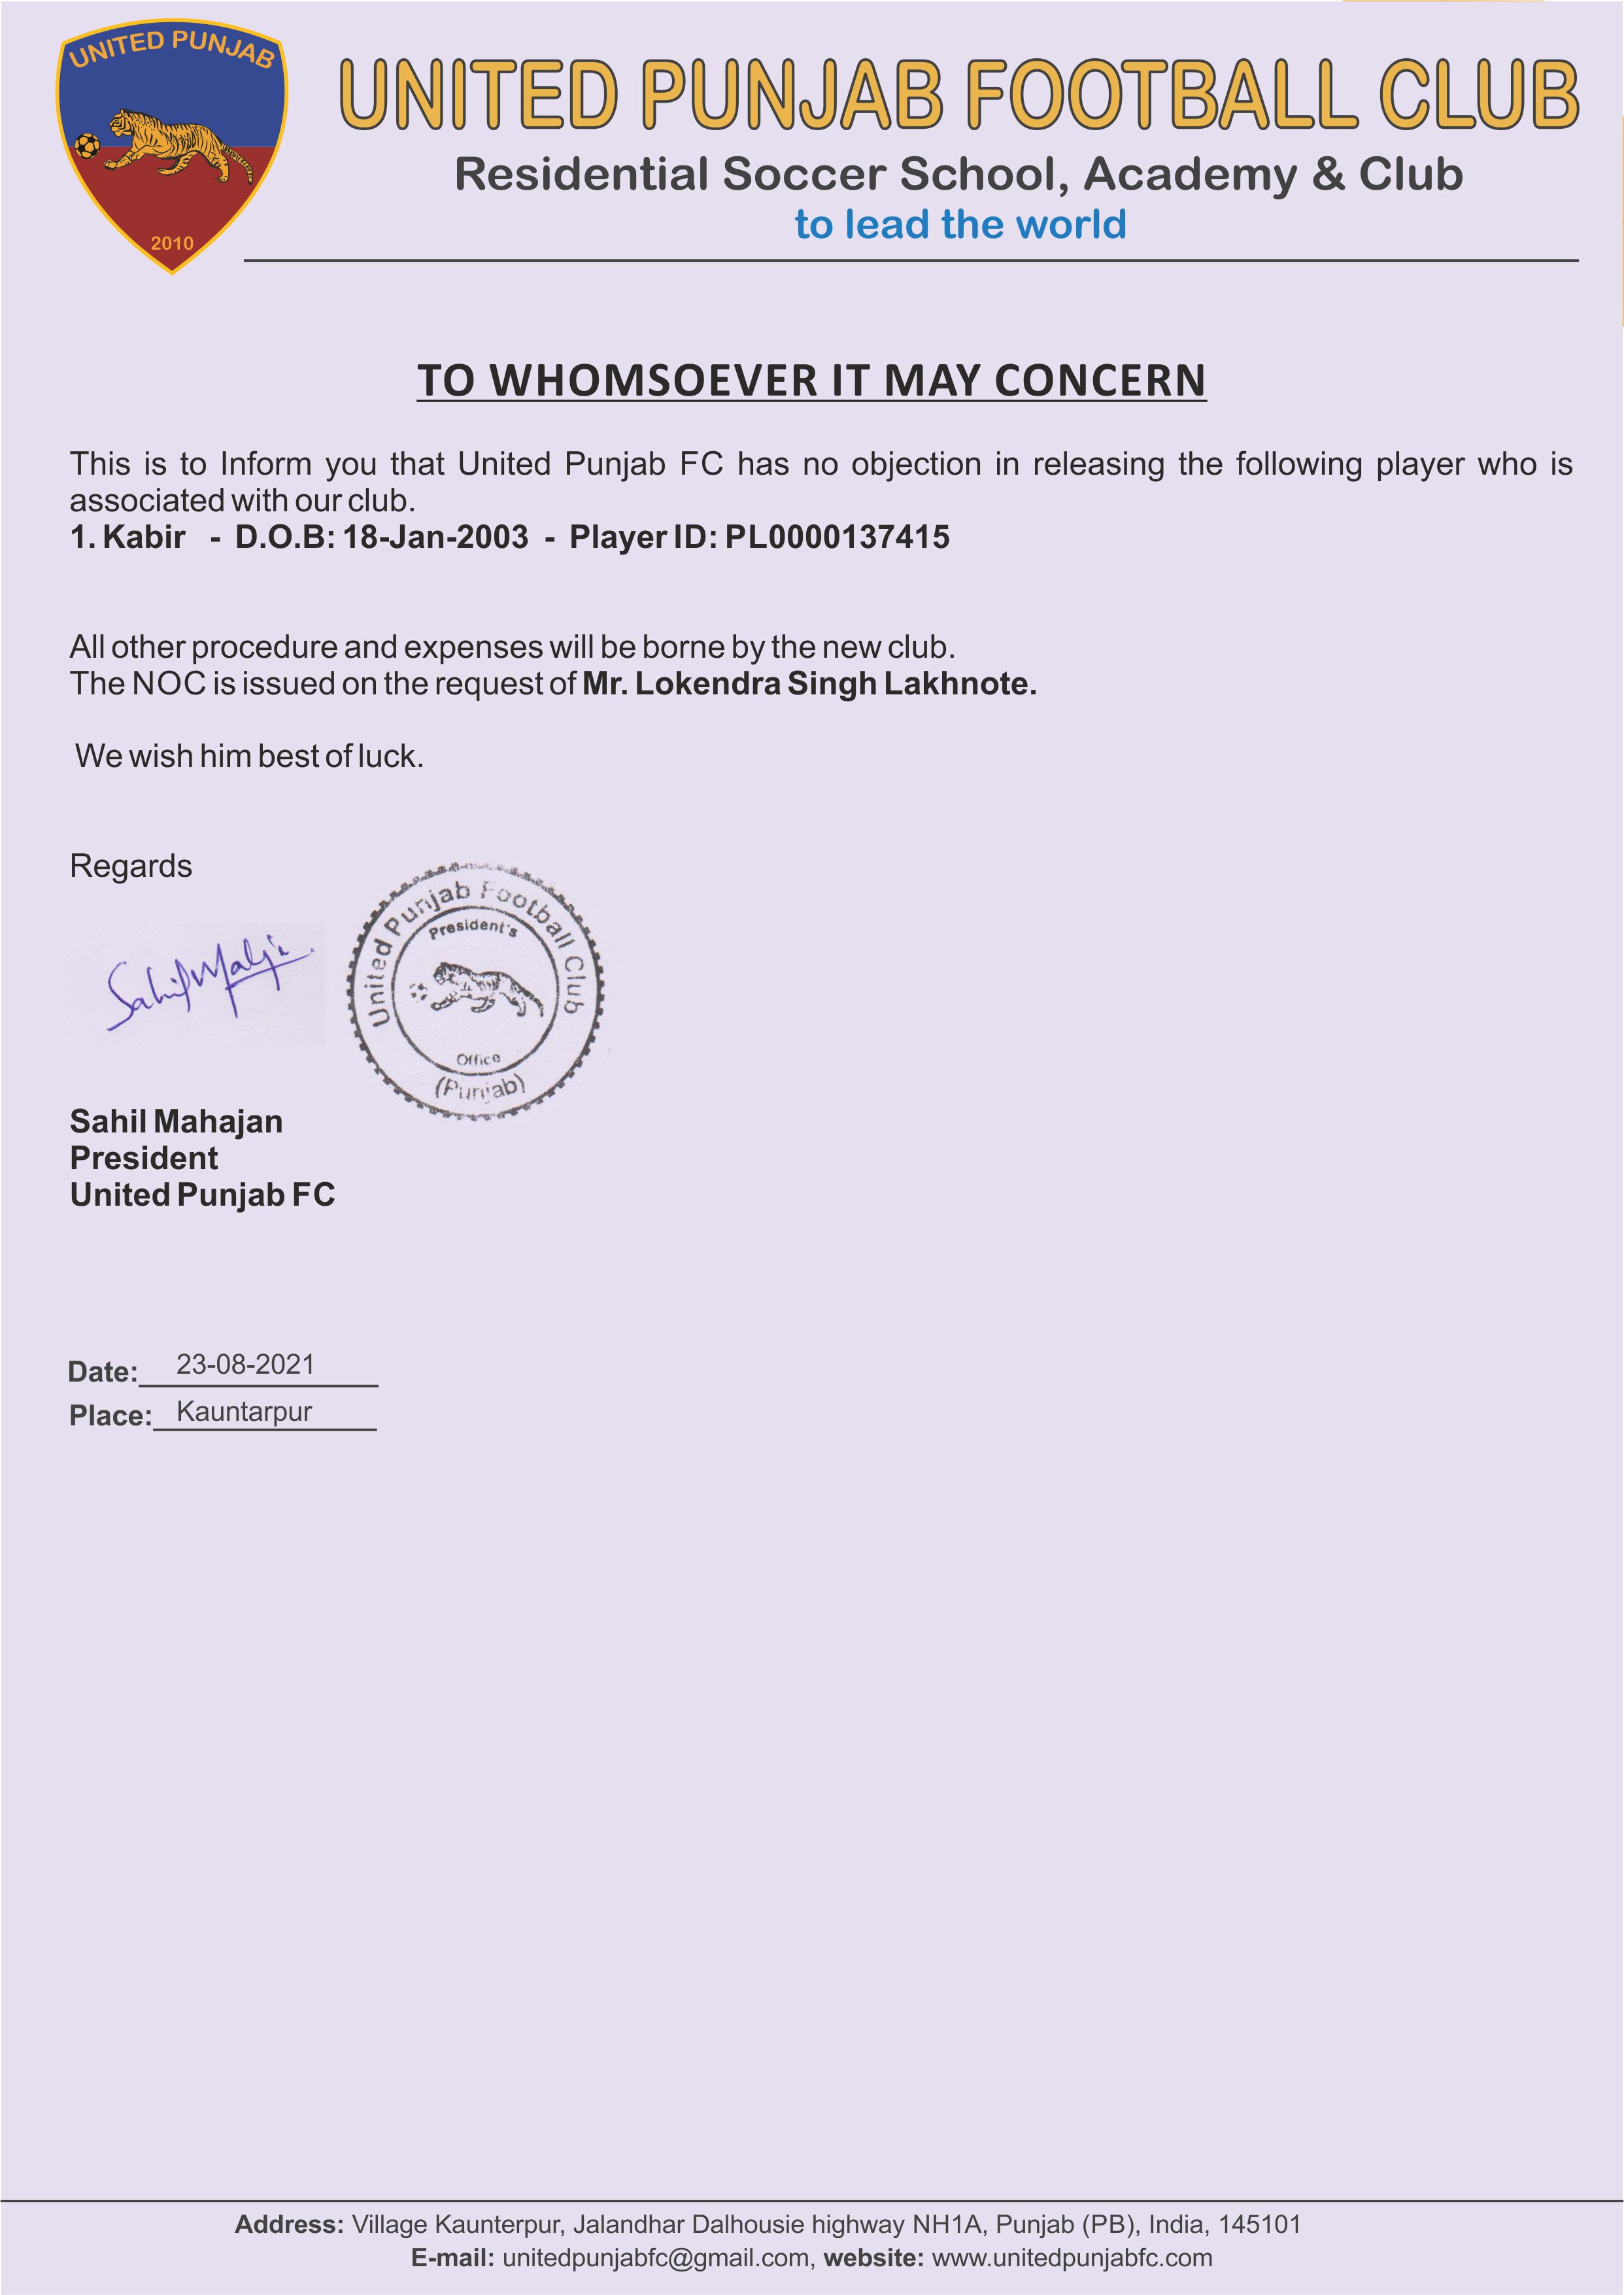 UNITED PUNJAB
2010
UNITED PUNJAB FOOTBALL CLUB
Residential Soccer School, Academy & Club
to lead the world
TO WHOMSOEVER IT MAY CONCERN
This is to Inform you that United Punjab FC has no objection in releasing the following player who is
associated with our club.
1. Kabir - D.O.B: 18-Jan-2003 - Player ID: PL0000137415
All other procedure and expenses will be borne by the new club.
The NOC is issued on the request of Mr. Lokendra Singh Lakhnote.
We wish him best of luck.
Regards
United Punjab Football Club
President's
Office
(Punjab)
Sahil Mahajan
President
United Punjab FC
Date: 23-08-2021
Place: Kauntarpur
Address: Village Kaunterpur, Jalandhar Dalhousie highway NH1A, Punjab (PB), India, 145101
E-mail: unitedpunjabfc@gmail.com, website: www.unitedpunjabfc.com